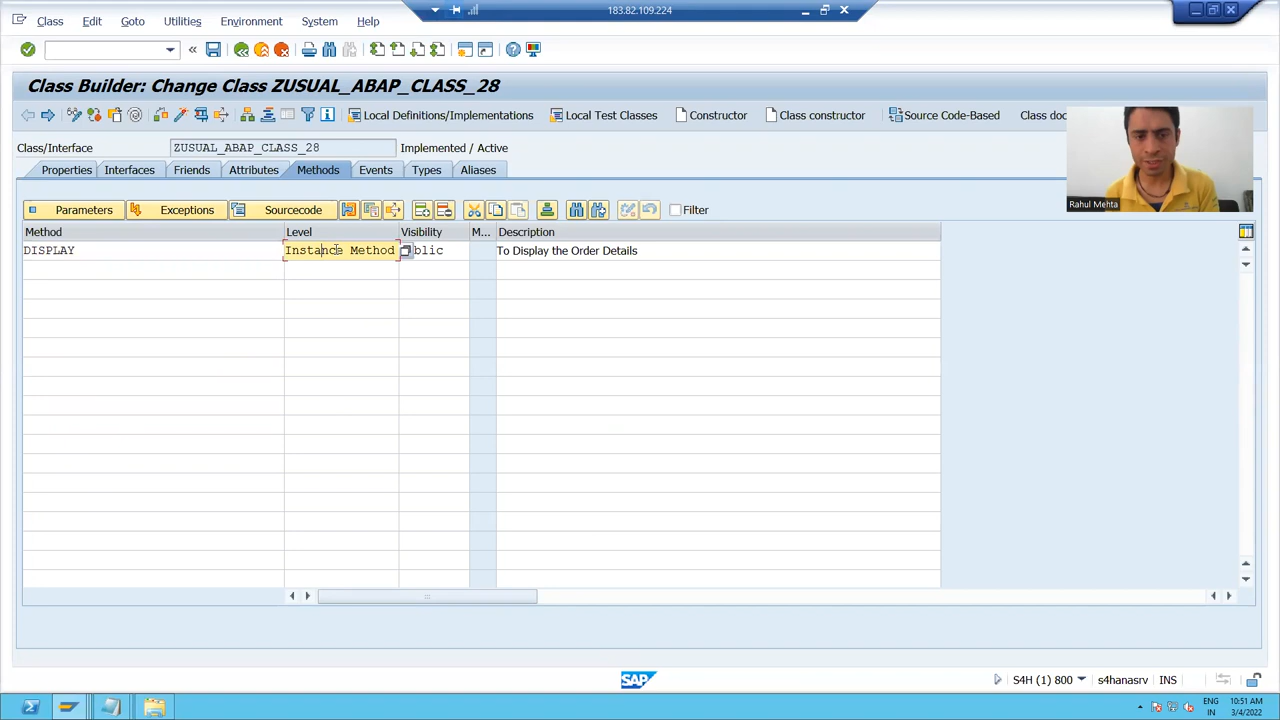 183.82.109.224
Class Edit Goto Utilities Environment System Help
Class Builder: Change Class ZUSUAL_ABAP_CLASS_28
Local Definitions/Implementations Local Test Classes Constructor Class constructor Source Code-Based Class doc
Class/Interface ZUSUAL_ABAP_CLASS_28 Implemented / Active
Properties Interfaces Friends Attributes Methods Events Types Aliases
Parameters Exceptions Sourcecode Filter
Method Level Visibility M... Description
DISPLAY Instance Method blic To Display the Order Details
Rahul Mehta
SAP
S4H (1) 800 s4hanasrv INS
ENG 10:51 AM
IN 3/4/2022